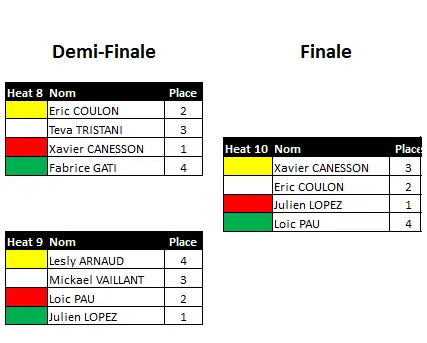 Demi-Finale
Heat 8 Nom Place
Eric COULON 2
Teva TRISTANI 3
Xavier CANESSON 1
Fabrice GATI 4
Heat 9 Nom Place
Lesly ARNAUD 4
Mickael VAILLANT 3
Loic PAU 2
Julien LOPEZ 1
Finale
Heat 10 Nom Place
Xavier CANESSON 3
Eric COULON 2
Julien LOPEZ 1
Loic PAU 4